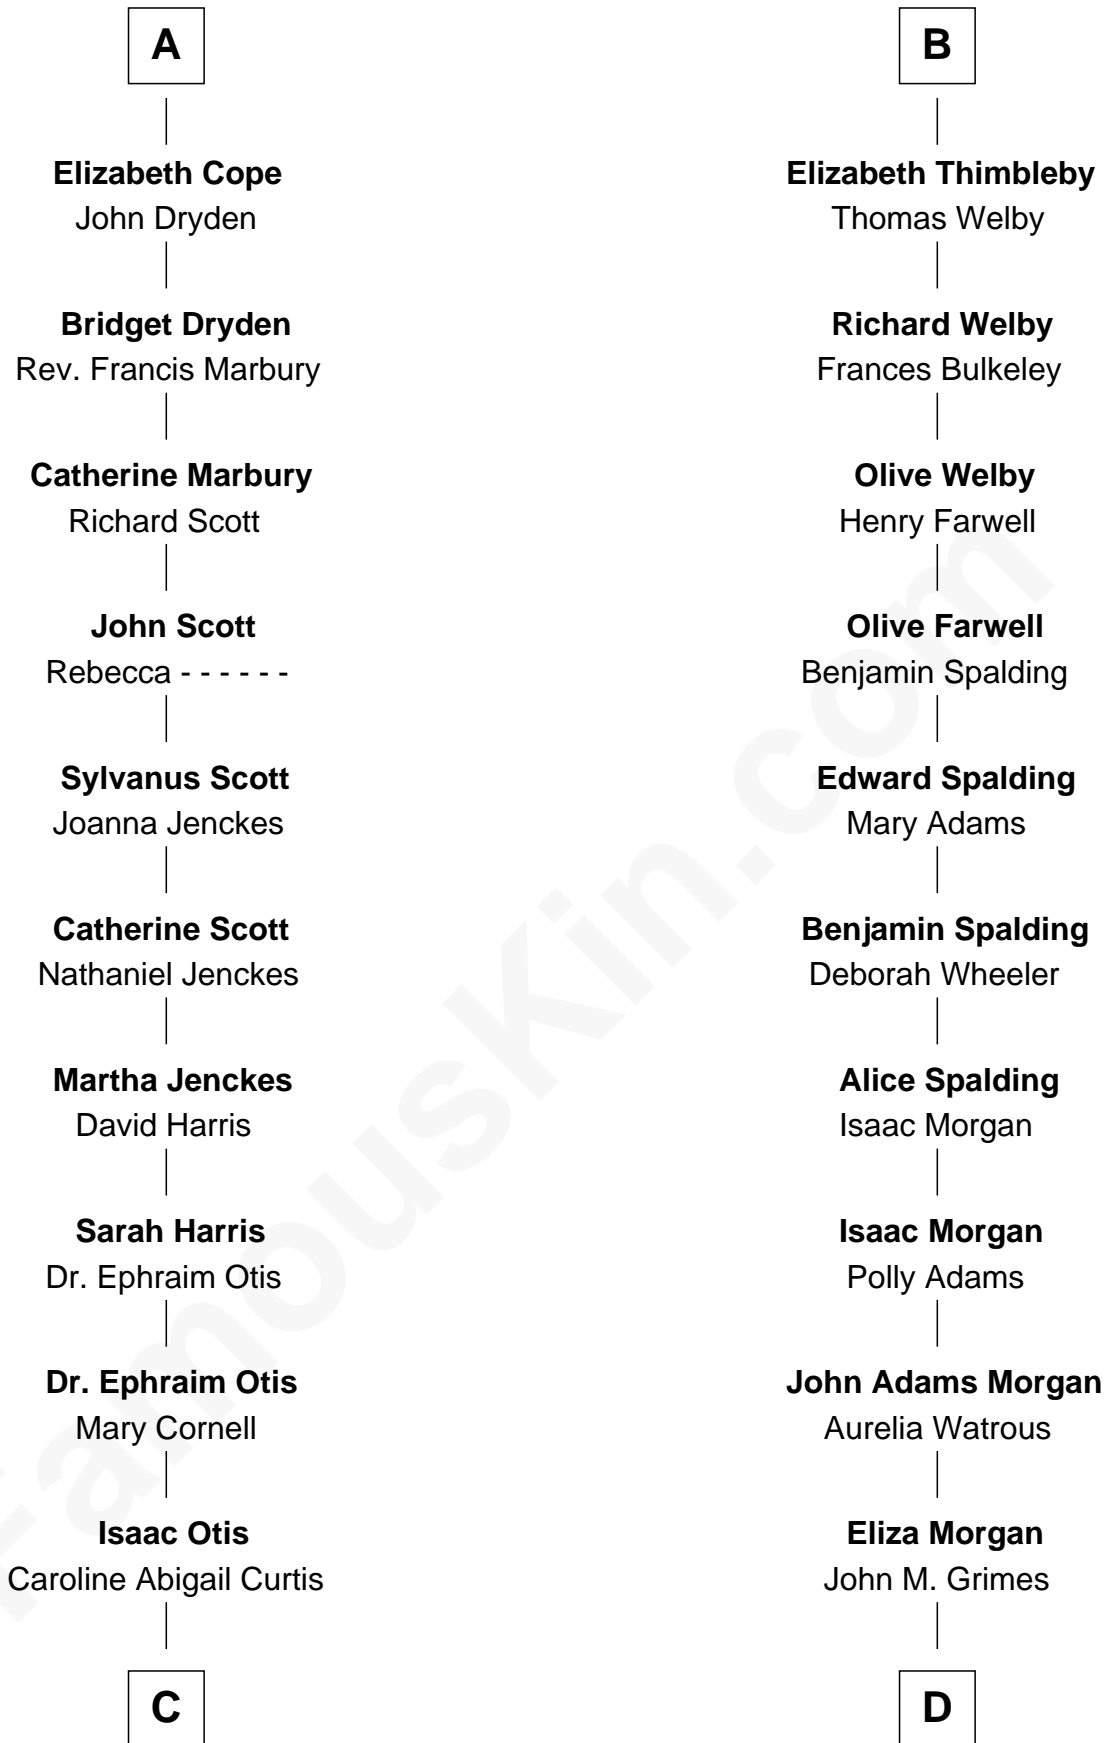 A
Elizabeth Cope
John Dryden
Bridget Dryden
Rev. Francis Marbury
Catherine Marbury
Richard Scott
John Scott
Rebecca - - - - - -
Sylvanus Scott
Joanna Jenckes
Catherine Scott
Nathaniel Jenckes
Martha Jenckes
David Harris
Sarah Harris
Dr. Ephraim Otis
Dr. Ephraim Otis
Mary Cornell
Isaac Otis
Caroline Abigail Curtis
C
B
Elizabeth Thimbleby
Thomas Welby
Richard Welby
Frances Bulkeley
Olive Welby
Henry Farwell
Olive Farwell
Benjamin Spalding
Edward Spalding
Mary Adams
Benjamin Spalding
Deborah Wheeler
Alice Spalding
Isaac Morgan
Isaac Morgan
Polly Adams
John Adams Morgan
Aurelia Watrous
Eliza Morgan
John M. Grimes
D
FamousKin.com